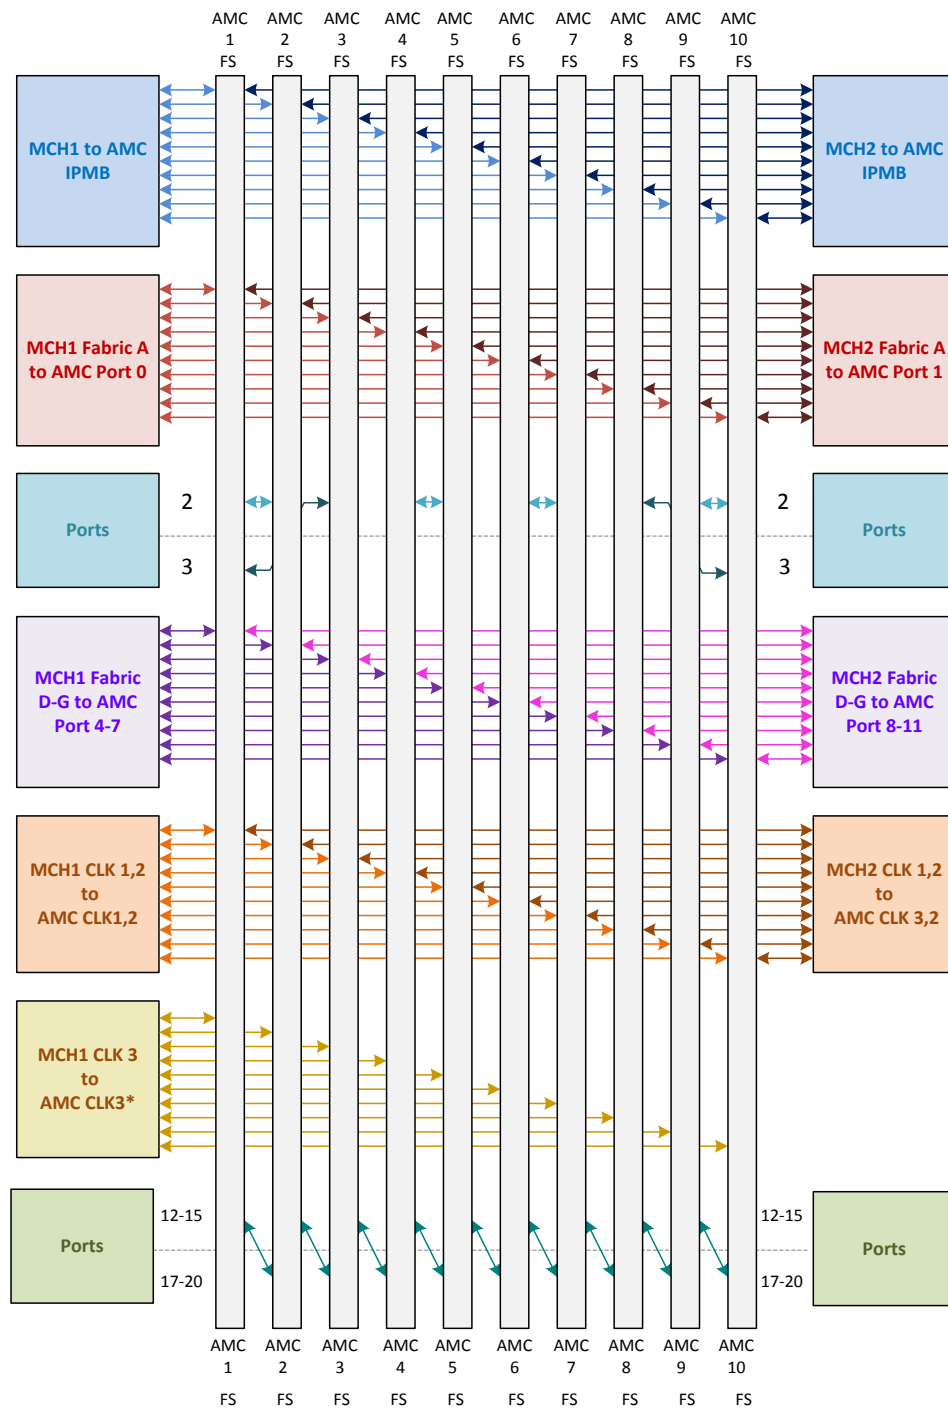 AMC AMC AMC AMC AMC AMC AMC AMC AMC AMC
1 2 3 4 5 6 7 8 9 10
FS FS FS FS FS FS FS FS FS FS
MCH1 to AMC
IPMB
MCH2 to AMC
IPMB
MCH1 Fabric A
to AMC Port 0
MCH2 Fabric A
to AMC Port 1
Ports
2
3
2
3
Ports
MCH1 Fabric
D-G to AMC
Port 4-7
MCH2 Fabric
D-G to AMC
Port 8-11
MCH1 CLK 1,2
to
AMC CLK1,2
MCH2 CLK 1,2
to
AMC CLK 3,2
MCH1 CLK 3
to
AMC CLK3*
Ports
12-15
17-20
12-15
17-20
Ports
AMC AMC AMC AMC AMC AMC AMC AMC AMC AMC
1 2 3 4 5 6 7 8 9 10
FS FS FS FS FS FS FS FS FS FS